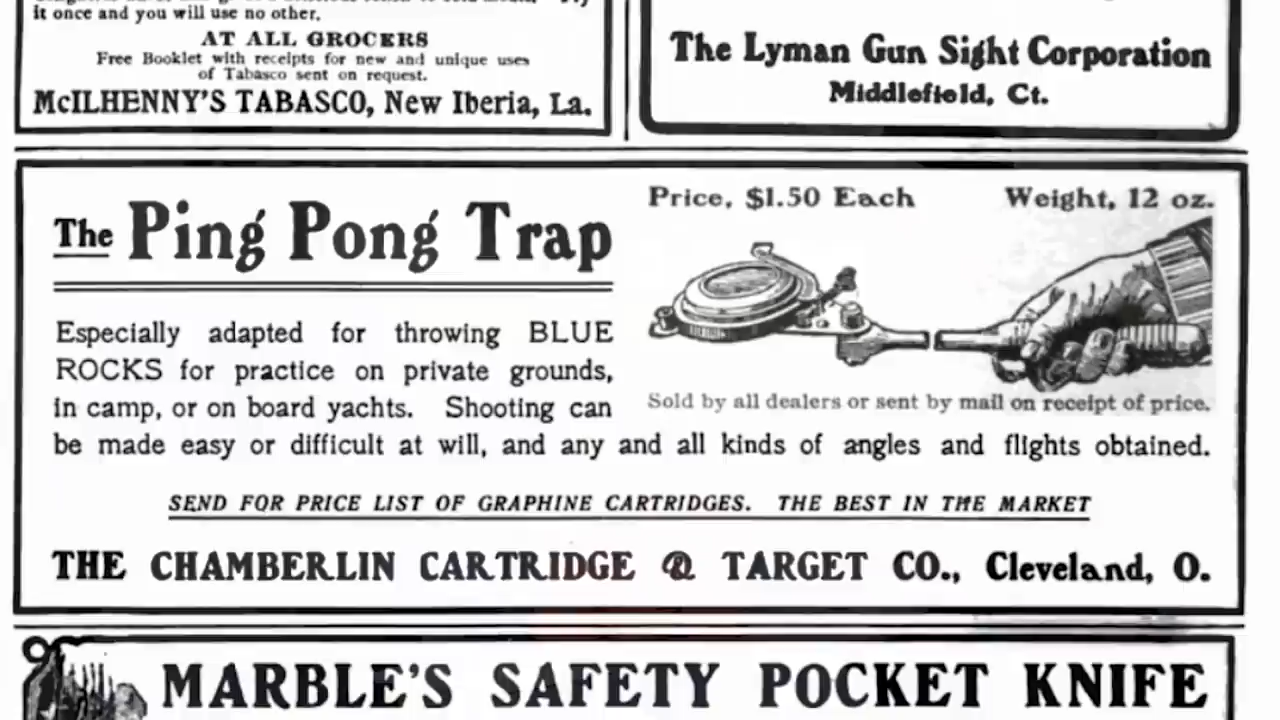 it once and you will use no other.
AT ALL GROCERS
Free Booklet with receipts for new and unique uses
of Tabasco sent on request.
McILHENNY'S TABASCO, New Iberia, La.
The Lyman Gun Sight Corporation
Middlefield, Ct.
The Ping Pong Trap
Price, $1.50 Each Weight, 12 oz.
Especially adapted for throwing BLUE
ROCKS for practice on private grounds,
in camp, or on board yachts. Shooting can
be made easy or difficult at will, and any and all kinds of angles and flights obtained.
Sold by all dealers or sent by mail on receipt of price.
SEND FOR PRICE LIST OF GRAPHINE CARTRIDGES. THE BEST IN THE MARKET
THE CHAMBERLIN CARTRIDGE & TARGET CO., Cleveland, O.
MARBLE'S SAFETY POCKET KNIFE